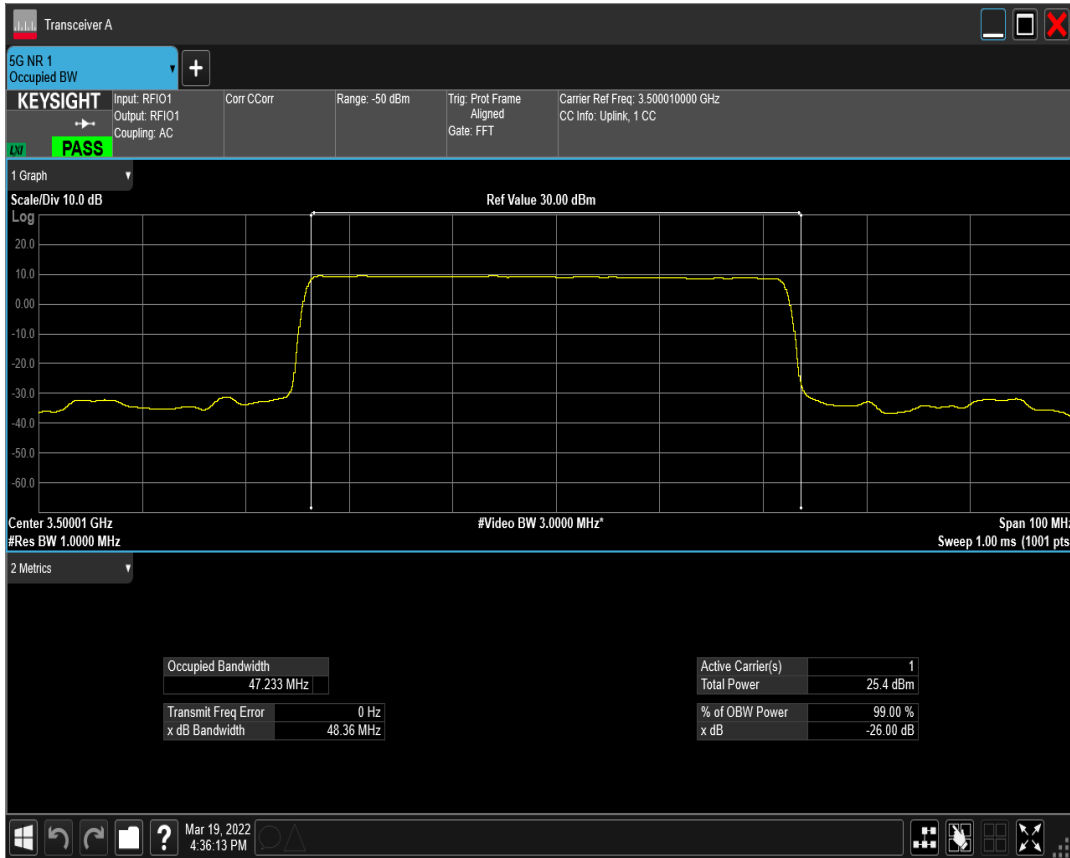 Transceiver A
5G NR 1
Occupied BW
+
KEYSIGHT
LXI
PASS
Input: RFIO1
Output: RFIO1
Coupling: AC
Corr CCorr
Range: -50 dBm
Trig: Prot Frame
Aligned
Gate: FFT
Carrier Ref Freq: 3.500010000 GHz
CC Info: Uplink, 1 CC
1 Graph
Scale/Div 10.0 dB
Ref Value 30.00 dBm
Log
20.0
10.0
0.00
-10.0
-20.0
-30.0
-40.0
-50.0
-60.0
Center 3.50001 GHz
#Video BW 3.0000 MHz*
Span 100 MHz
#Res BW 1.0000 MHz
Sweep 1.00 ms (1001 pts
2 Metrics
Occupied Bandwidth
47.233 MHz
Transmit Freq Error 0 Hz
x dB Bandwidth 48.36 MHz
Active Carrier(s) 1
Total Power 25.4 dBm
% of OBW Power 99.00 %
x dB -26.00 dB
?
Mar 19, 2022
4:36:13 PM